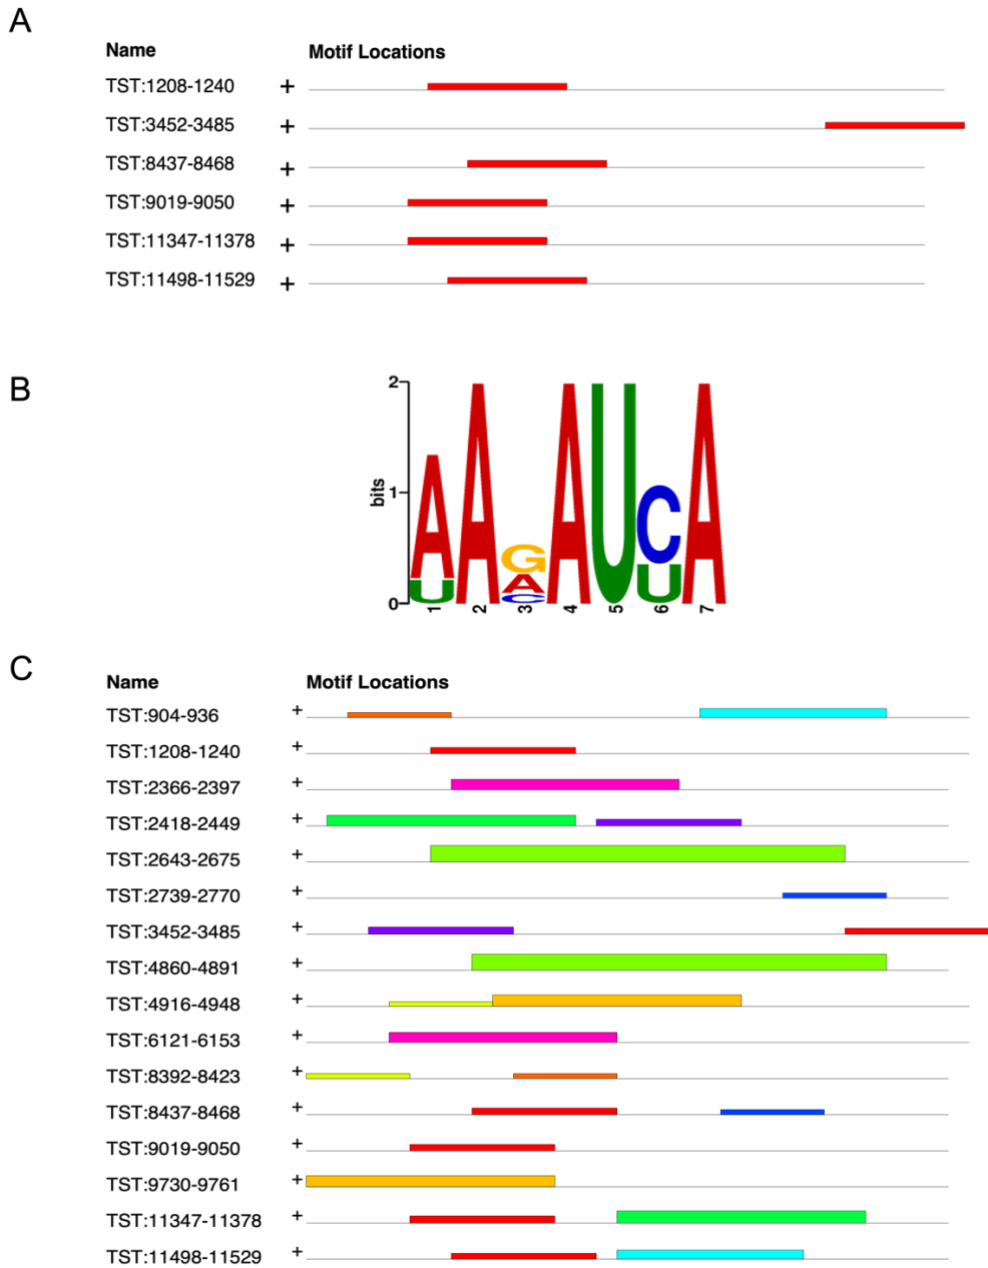 A
Name Motif Locations
TST:1208-1240 +
TST:3452-3485 +
TST:8437-8468 +
TST:9019-9050 +
TST:11347-11378 +
TST:11498-11529 +
B
2
bits
1
0
A A G A U C A
U A U
C
1 2 3 4 5 6 7
C
Name Motif Locations
TST:904-936 +
TST:1208-1240 +
TST:2366-2397 +
TST:2418-2449 +
TST:2643-2675 +
TST:2739-2770 +
TST:3452-3485 +
TST:4860-4891 +
TST:4916-4948 +
TST:6121-6153 +
TST:8392-8423 +
TST:8437-8468 +
TST:9019-9050 +
TST:9730-9761 +
TST:11347-11378 +
TST:11498-11529 +